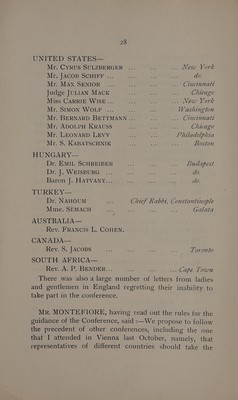 28
UNITED STATES—
Mr. Cyrus Sulzberger ... ... ... New York
Mr. Jacob Schiff ... ... ... do.
Mr. Max Senior ... ... ... Cincinnati
Judge Julian Mack ... ... Chicago
Miss Carrie Wise ... ... ... New York
Mr. Simon Wolf ... ... ... Washington
Mr. Bernard Bettmann ... ... Cincinnati
Mr. Adolph Krauss ... ... Chicago
Mr. Leonard Levy ... Philadelphia
Mr. S. Kabatschnik ... ... Boston
HUNGARY—
Dr. Emil Schreiber ... ... Budapest
Dr. J. Weisburg ... ... ... do.
Baron J. Hatvany... ... ... do.
TURKEY—
Dr. Nahoum ... Chief Rabbi, Constantinople
Mme. Sémach ... ... ... Galata
AUSTRALIA—
Rev. Francis L. Cohen.
CANADA—
Rev. S. Jacobs ... ... ... Toronto
SOUTH AFRICA—
Rev. A. P. Bender... ... ... Cape Town
There was also a large number of letters from ladies
and gentlemen in England regretting their inability to
take part in the conference.
Mr. MONTEFIORE, having read out the rules for the
guidance of the Conference, said :—We propose to follow
the precedent of other conferences, including the one
that I attended in Vienna last October, namely, that
representatives of different countries should take the